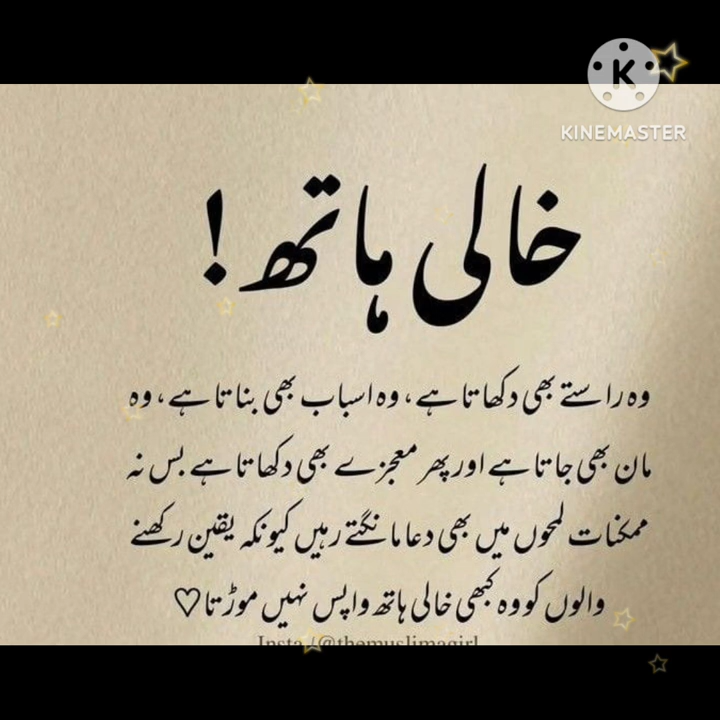 KINEMASTER
خالی ہاتھ !
وہ راستے بھی دکھاتا ہے ، وہ اسباب بھی بناتا ہے ، وہ
مان بھی جاتا ہے اور پھر معجزے بھی دکھاتا ہے بس نہ
ممکنات لمحوں میں بھی دعا مانگتے رہیں کیونکہ یقین رکھنے
والوں کو وہ کبھی خالی ہاتھ واپس نہیں موڑتا♡
Insta /@themuslimagirl